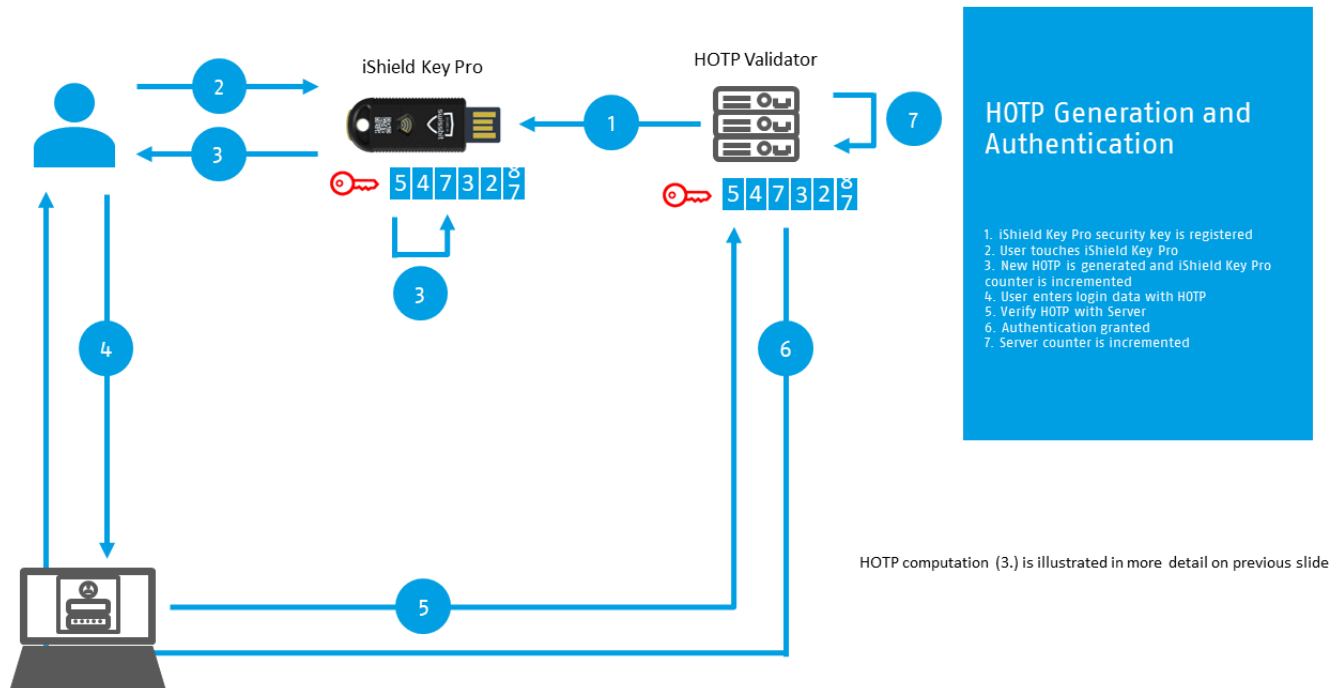 iShield Key Pro
HOTP Validator
2
1
7
3
5 4 7 3 2 8 7
5 4 7 3 2 8 7
3
4
6
5
swissbit
HOTP Generation and
Authentication
1. iShield Key Pro security key is registered
2. User touches iShield Key Pro
3. New HOTP is generated and iShield Key Pro
counter is incremented
4. User enters login data with HOTP
5. Verify HOTP with Server
6. Authentication granted
7. Server counter is incremented
HOTP computation (3.) is illustrated in more detail on previous slide